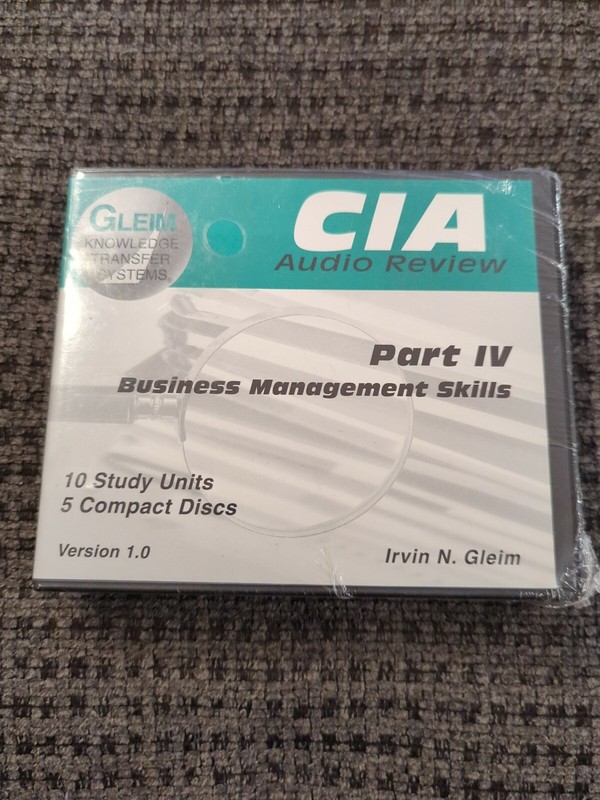 GLEIM
KNOWLEDGE
TRANSFER
SYSTEMS
CIA
Audio Review
Part IV
Business Management Skills
10 Study Units
5 Compact Discs
Version 1.0
Irvin N. Gleim